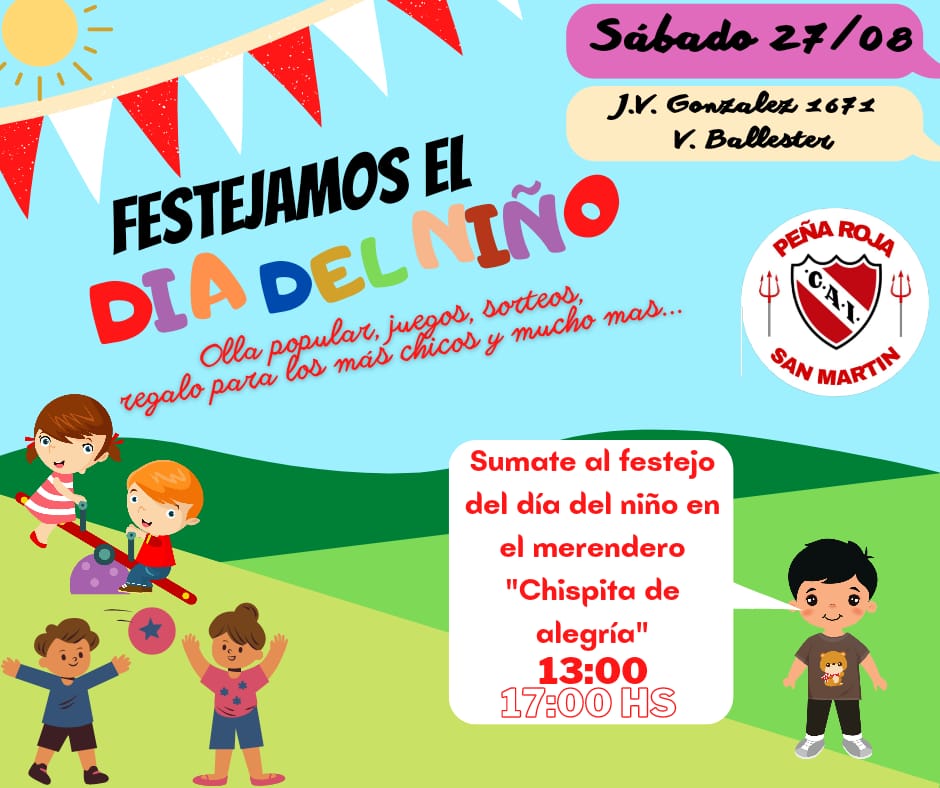 Sábado 27/08
J.V. Gonzalez 1671
V. Ballester
FESTEJAMOS EL
DIA DEL NIÑO
Olla popular, juegos, sorteos,
regalo para los más chicos y mucho mas...
PEÑA ROJA
C.A.I.
SAN MARTIN
Sumate al festejo
del día del niño en
el merendero
"Chispita de
alegría"
13:00
17:00 HS